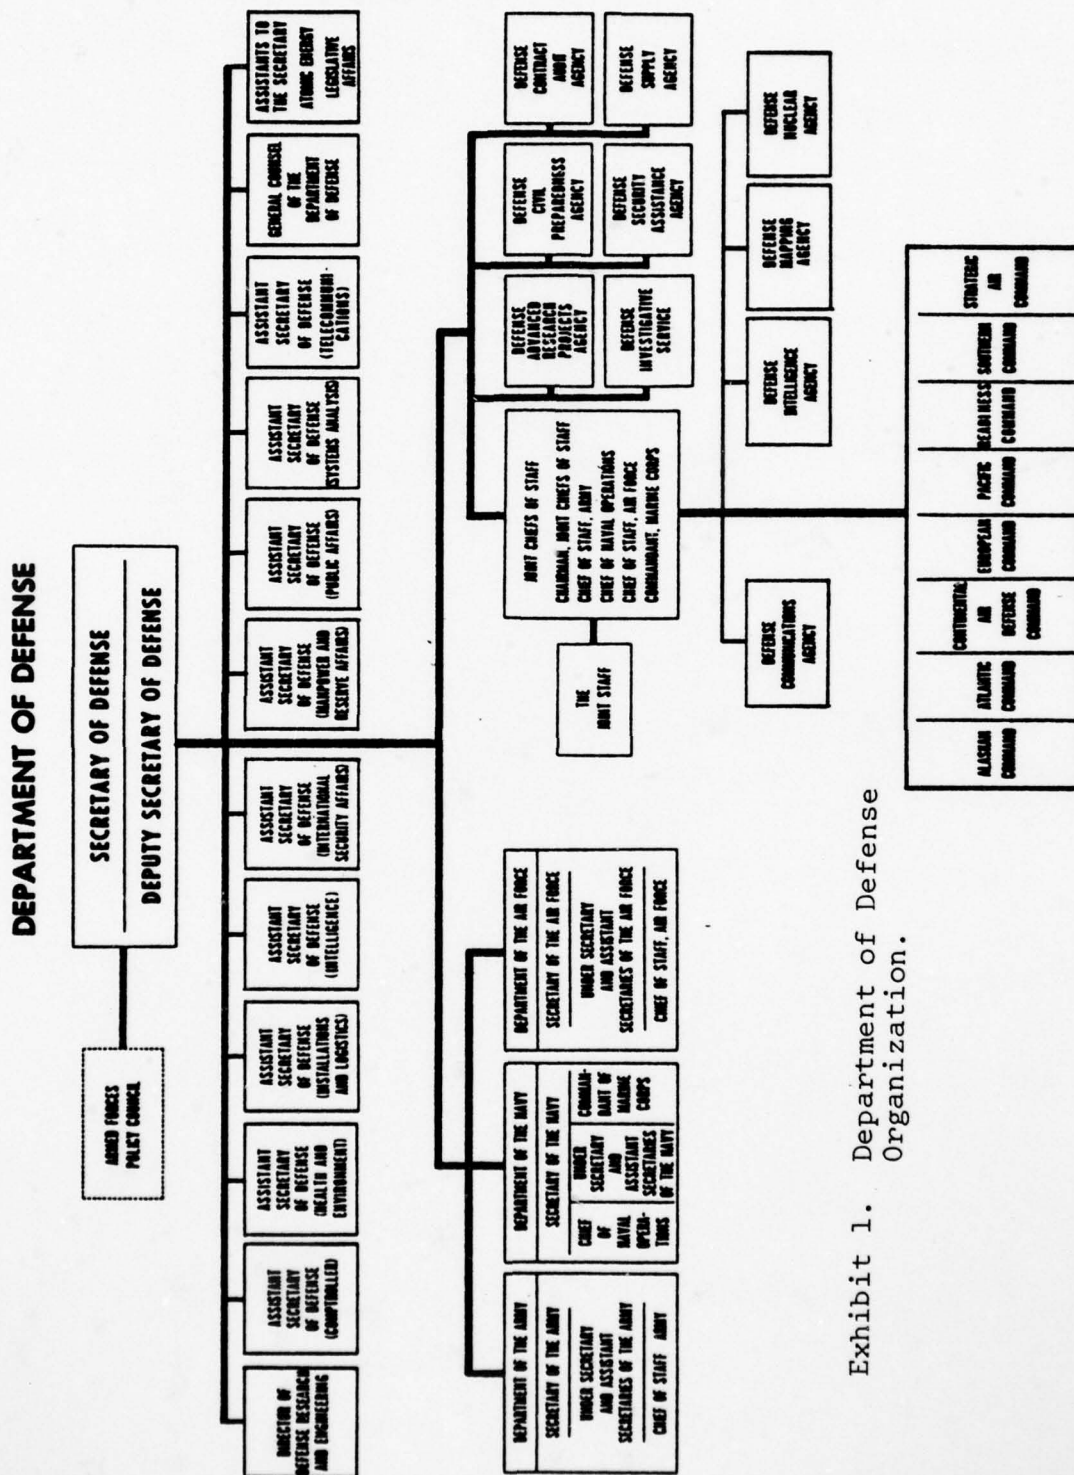 DEPARTMENT OF DEFENSE
SECRETARY OF DEFENSE
DEPUTY SECRETARY OF DEFENSE
ARMED FORCES
POLICY COUNCIL
DIRECTOR OF
DEFENSE RESEARCH
AND ENGINEERING
ASSISTANT
SECRETARY
OF DEFENSE
(COMPTROLLER)
ASSISTANT
SECRETARY
OF DEFENSE
(HEALTH AND
ENVIRONMENT)
ASSISTANT
SECRETARY
OF DEFENSE
(INSTALLATIONS
AND LOGISTICS)
ASSISTANT
SECRETARY
OF DEFENSE
(INTELLIGENCE)
ASSISTANT
SECRETARY
OF DEFENSE
(INTERNATIONAL
SECURITY AFFAIRS)
ASSISTANT
SECRETARY
OF DEFENSE
(MANPOWER AND
RESERVE AFFAIRS)
ASSISTANT
SECRETARY
OF DEFENSE
(PUBLIC AFFAIRS)
ASSISTANT
SECRETARY
OF DEFENSE
(SYSTEMS ANALYSIS)
ASSISTANT
SECRETARY
OF DEFENSE
(TELECOMMUNI-
CATIONS)
GENERAL COUNSEL
OF THE
DEPARTMENT
OF DEFENSE
ASSISTANTS TO
THE SECRETARY
ATOMIC ENERGY
LEGISLATIVE
AFFAIRS
DEPARTMENT OF THE ARMY
SECRETARY OF THE ARMY
UNDER SECRETARY
AND ASSISTANT
SECRETARIES OF THE ARMY
CHIEF OF STAFF ARMY
DEPARTMENT OF THE NAVY
SECRETARY OF THE NAVY
CHIEF
OF
NAVAL
OPERA-
TIONS
UNDER
SECRETARY
AND
ASSISTANT
SECRETARIES
OF THE NAVY
COMMAN-
DANT OF
MARINE
CORPS
DEPARTMENT OF THE AIR FORCE
SECRETARY OF THE AIR FORCE
UNDER SECRETARY
AND ASSISTANT
SECRETARIES OF THE AIR FORCE
CHIEF OF STAFF, AIR FORCE
THE
JOINT STAFF
JOINT CHIEFS OF STAFF
CHAIRMAN, JOINT CHIEFS OF STAFF
CHIEF OF STAFF, ARMY
CHIEF OF NAVAL OPERATIONS
CHIEF OF STAFF, AIR FORCE
COMMANDANT, MARINE CORPS
DEFENSE
ADVANCED
RESEARCH
PROJECTS
AGENCY
DEFENSE
CIVIL
PREPAREDNESS
AGENCY
DEFENSE
CONTRACT
AUDIT
AGENCY
DEFENSE
INVESTIGATIVE
SERVICE
DEFENSE
SECURITY
ASSISTANCE
AGENCY
DEFENSE
SUPPLY
AGENCY
DEFENSE
COMMUNICATIONS
AGENCY
DEFENSE
INTELLIGENCE
AGENCY
DEFENSE
MAPPING
AGENCY
DEFENSE
NUCLEAR
AGENCY
ALASKAN
COMMAND
ATLANTIC
COMMAND
CONTINENTAL
AIR
DEFENSE
COMMAND
EUROPEAN
COMMAND
PACIFIC
COMMAND
READINESS
COMMAND
SOUTHERN
COMMAND
STRATEGIC
AIR
COMMAND
Exhibit 1. Department of Defense
Organization.